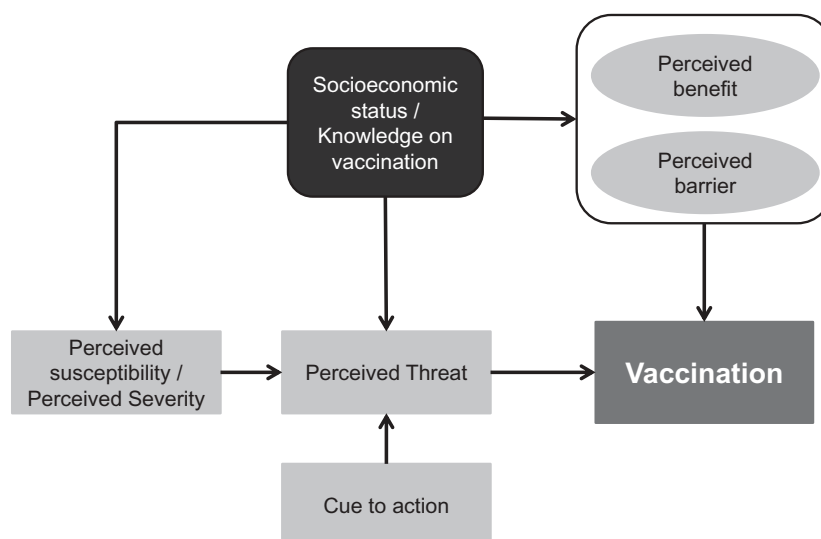 Socioeconomic
status /
Knowledge on
vaccination
Perceived
benefit
Perceived
barrier
Perceived
susceptibility /
Perceived Severity
Perceived Threat
Vaccination
Cue to action